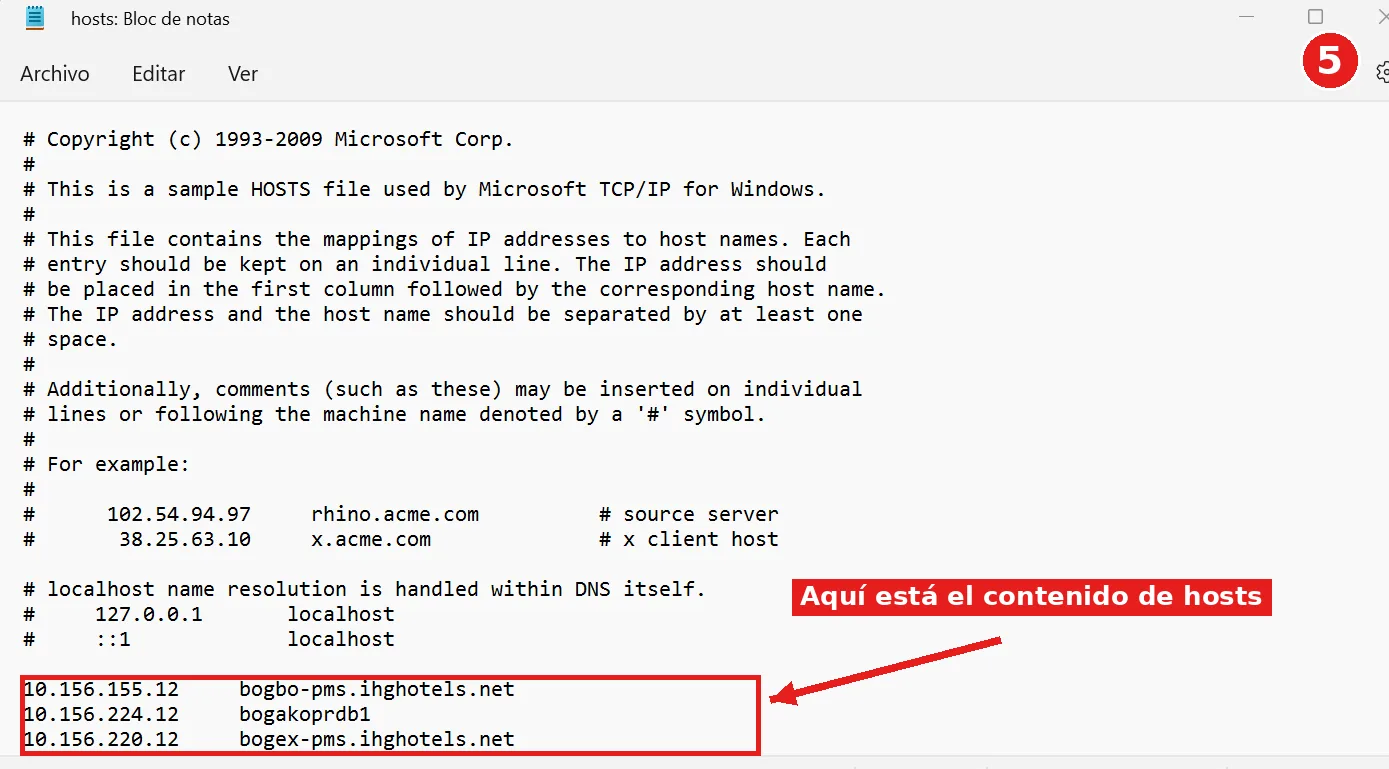 hosts: Bloc de notas
Archivo Editar Ver
5
# Copyright (c) 1993-2009 Microsoft Corp.
#
# This is a sample HOSTS file used by Microsoft TCP/IP for Windows.
#
# This file contains the mappings of IP addresses to host names. Each
# entry should be kept on an individual line. The IP address should
# be placed in the first column followed by the corresponding host name.
# The IP address and the host name should be separated by at least one
# space.
#
# Additionally, comments (such as these) may be inserted on individual
# lines or following the machine name denoted by a '#' symbol.
#
# For example:
#
#      102.54.94.97     rhino.acme.com          # source server
#       38.25.63.10     x.acme.com              # x client host
# localhost name resolution is handled within DNS itself.
#     127.0.0.1       localhost
#     ::1             localhost
Aquí está el contenido de hosts
10.156.155.12     bogbo-pms.ihghotels.net
10.156.224.12     bogakoprdb1
10.156.220.12     bogex-pms.ihghotels.net